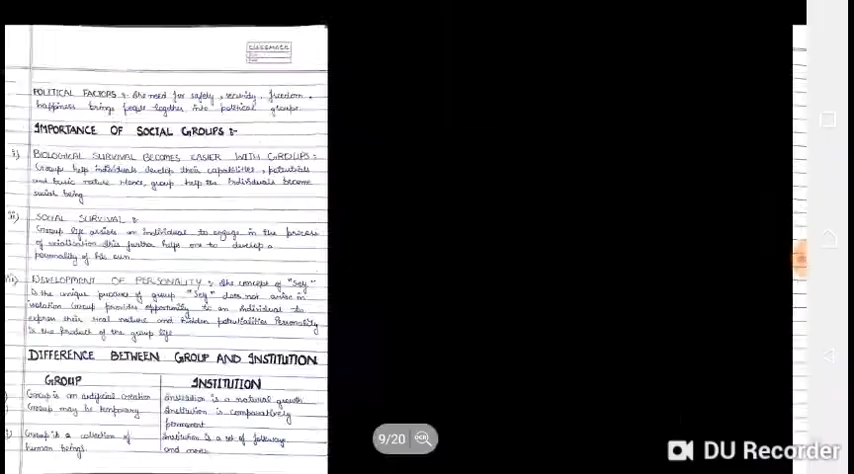 classmate
POLITICAL FACTORS :- The need for safety, security, freedom,
happiness brings people together into political groups.
IMPORTANCE OF SOCIAL GROUPS :-
i) BIOLOGICAL SURVIVAL BECOMES EASIER WITH GROUPS :
Groups help individuals develop their capabilities, potentials
and basic nature. Hence, group help the individuals become
social being
ii) SOCIAL SURVIVAL :-
Group life assists an individual to engage in the process
of socialisation this further helps one to develop a
personality of his own.
iii) DEVELOPMENT OF PERSONALITY :- The concept of "Self"
is the unique of group. "Self" does not arise in
isolation Group provides opportunity to an individual to
express their real nature and hidden potentialities Personality
is the product of the group life
DIFFERENCE BETWEEN GROUP AND INSTITUTION
GROUP INSTITUTION
Group is an artificial creation Institution is a natural growth
Group may be temporary Institution is comparatively
permanent
Group is a collection of Institution is a set of folkways
human beings and mores
9/20
DU Recorder